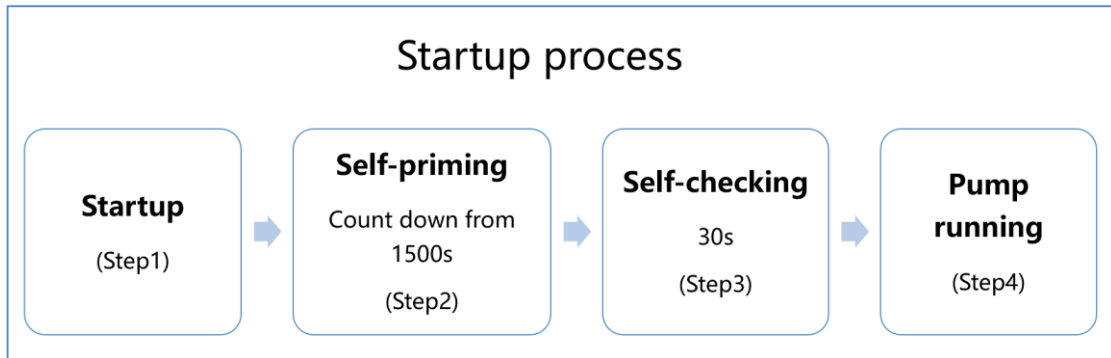 Startup process
Startup
(Step1)
Self-priming
Count down from
1500s
(Step2)
Self-checking
30s
(Step3)
Pump
running
(Step4)